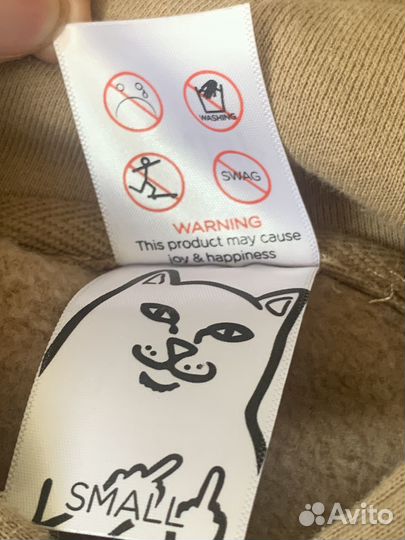 WASHING
SWAG
WARNING
This product may cause
joy & happiness
SMALL
Avito